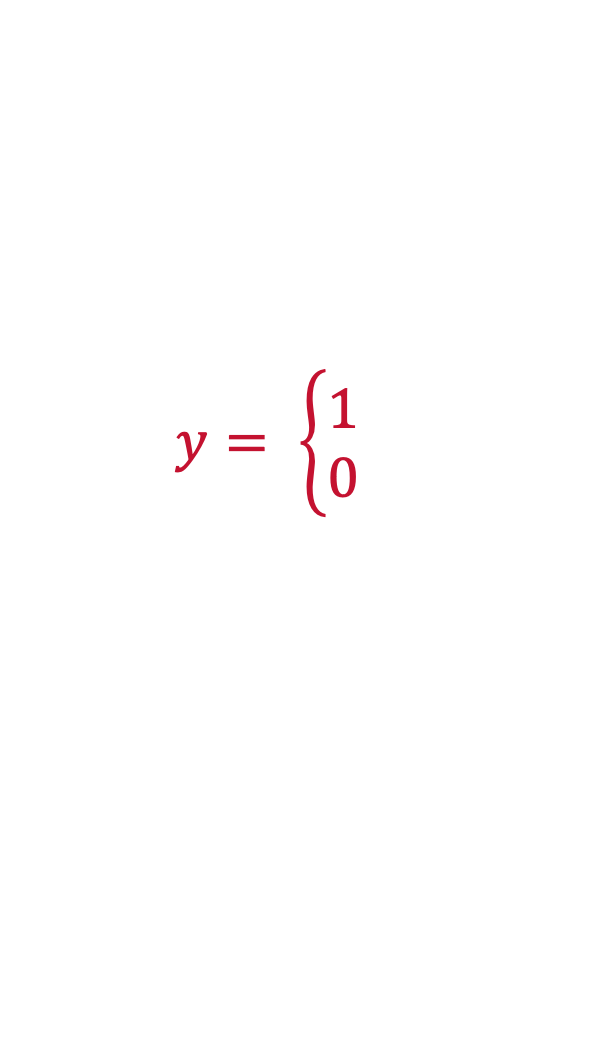 y = { 1
0